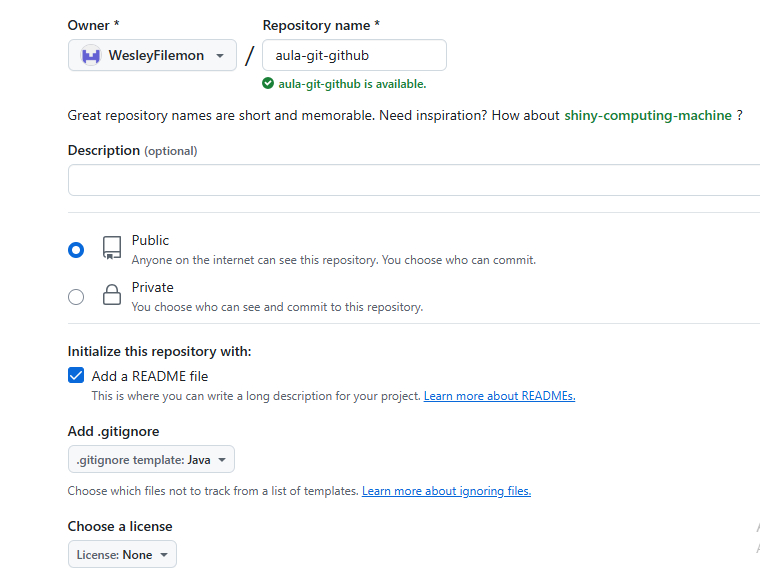 Owner *
Repository name *
WesleyFilemon
/
aula-git-github
aula-git-github is available.
Great repository names are short and memorable. Need inspiration? How about shiny-computing-machine ?
Description (optional)
Public
Anyone on the internet can see this repository. You choose who can commit.
Private
You choose who can see and commit to this repository.
Initialize this repository with:
Add a README file
This is where you can write a long description for your project. Learn more about READMEs.
Add .gitignore
.gitignore template: Java
Choose which files not to track from a list of templates. Learn more about ignoring files.
Choose a license
License: None